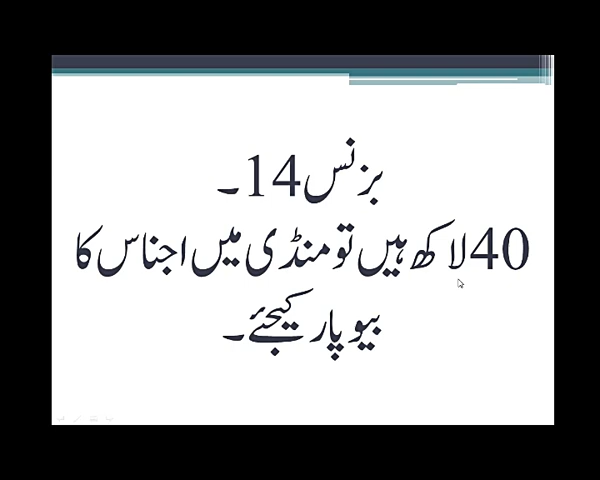 بزنس 14۔
40 لاکھ ہیں تو منڈی میں اجناس کا
بیوپار کیجئے۔